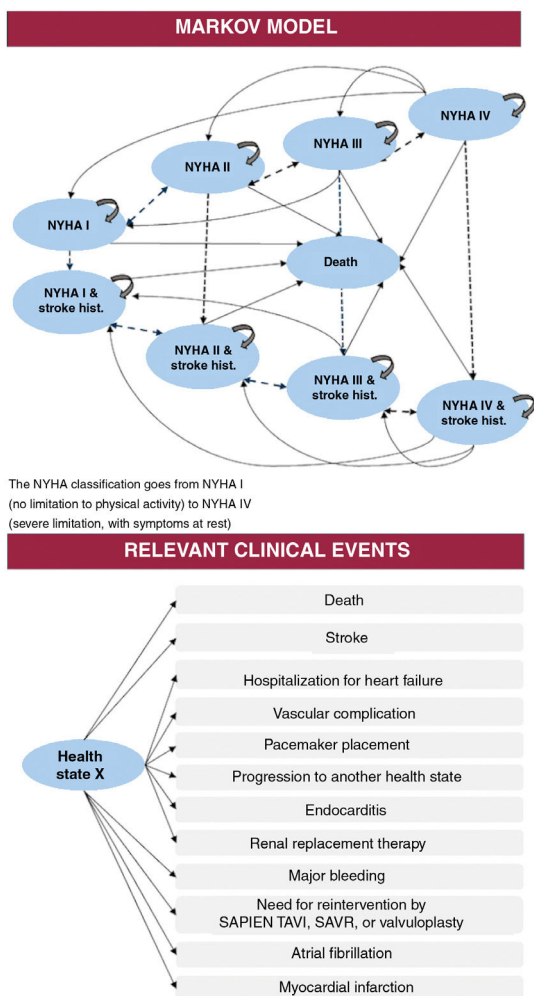 MARKOV MODEL
NYHA IV
NYHA III
NYHA II
NYHA I
Death
NYHA I &
stroke hist.
NYHA II &
stroke hist.
NYHA III &
stroke hist.
NYHA IV &
stroke hist.
The NYHA classification goes from NYHA I
(no limitation to physical activity) to NYHA IV
(severe limitation, with symptoms at rest)
RELEVANT CLINICAL EVENTS
Health
state X
Death
Stroke
Hospitalization for heart failure
Vascular complication
Pacemaker placement
Progression to another health state
Endocarditis
Renal replacement therapy
Major bleeding
Need for reintervention by
SAPIEN TAVI, SAVR, or valvuloplasty
Atrial fibrillation
Myocardial infarction